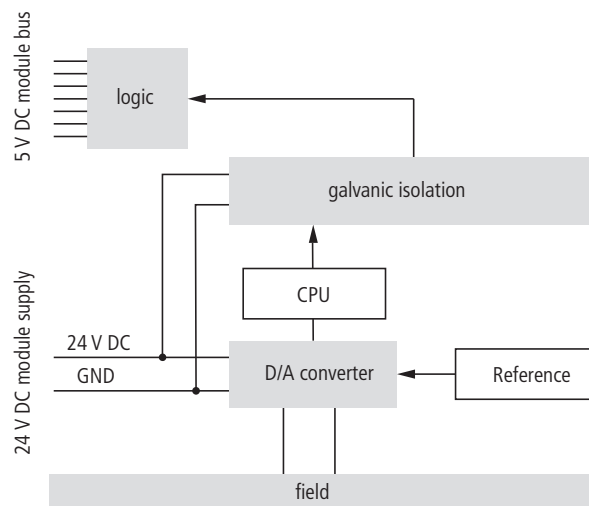 5 V DC module bus
logic
galvanic isolation
CPU
24 V DC module supply
24 V DC
GND
D/A converter
Reference
field